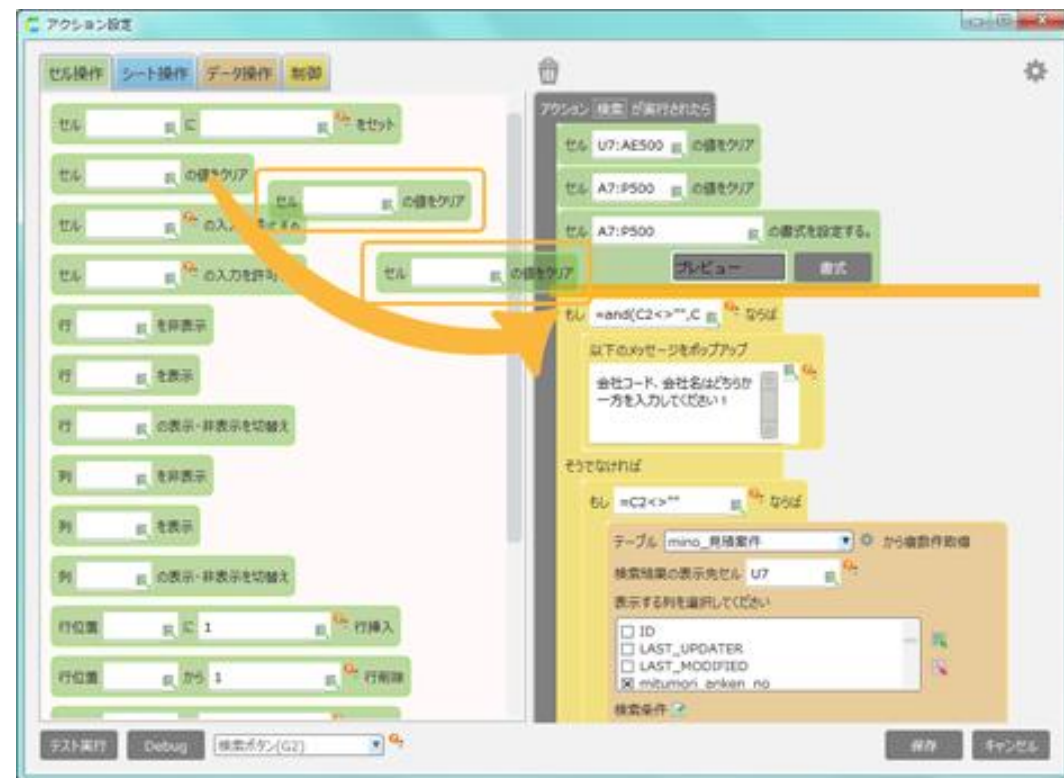 アクション設定
セル操作 シート操作 データ操作 制御
セル に をセット
セル の値をクリア
セル の値をクリア
セル の入力
セル の値をクリア
セル の入力を許可
行 を非表示
行 を表示
行 の表示・非表示を切替え
列 を非表示
列 を表示
列 の表示・非表示を切替え
行位置 に 1 行挿入
行位置 から 1 行削除
テスト実行 Debug 検索ボタン(G2)
アクション 検索 が実行されたら
セル U7:AE500 の値をクリア
セル A7:P500 の値をクリア
セル A7:P500 の書式を設定する。
プレビュー 書式
もし =and(C2<>"",C ならば
以下のメッセージをポップアップ
会社コード、会社名はどちらか
一方を入力してください！
そうでなければ
もし =C2<>"" ならば
テーブル mino_見積案件 から複数件取得
検索結果の表示先セル U7
表示する列を選択してください
ID
LAST_UPDATER
LAST_MODIFIED
mitumori_anken_no
検索条件
保存 キャンセル